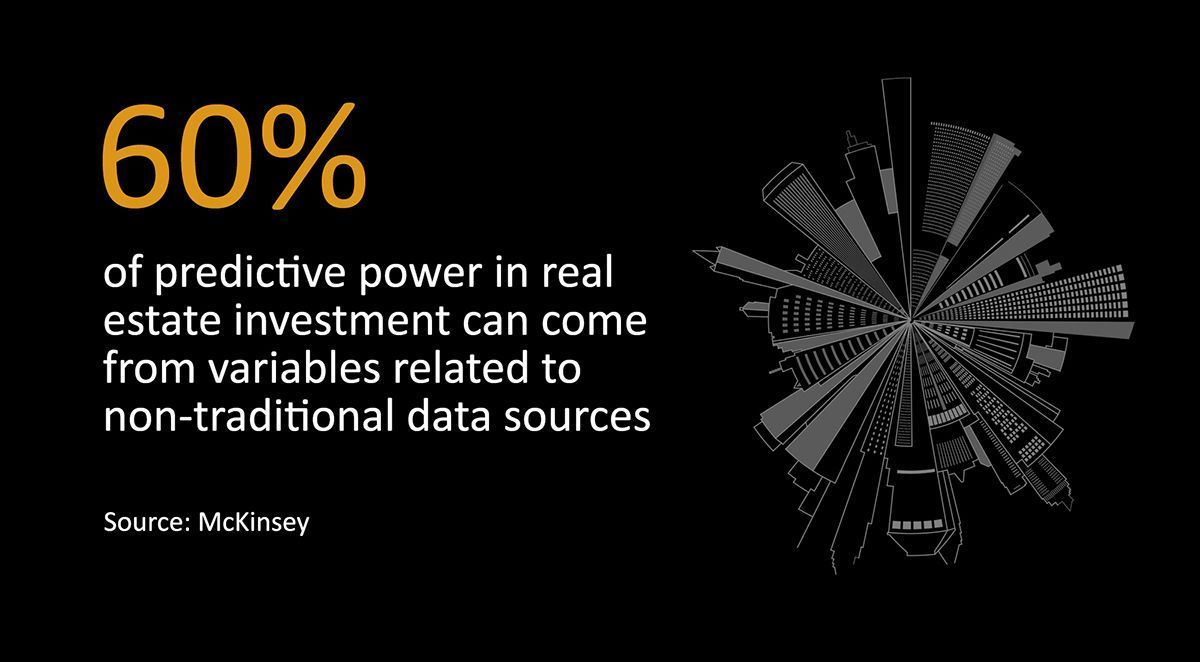 60%
of predictive power in real
estate investment can come
from variables related to
non-traditional data sources
Source: McKinsey